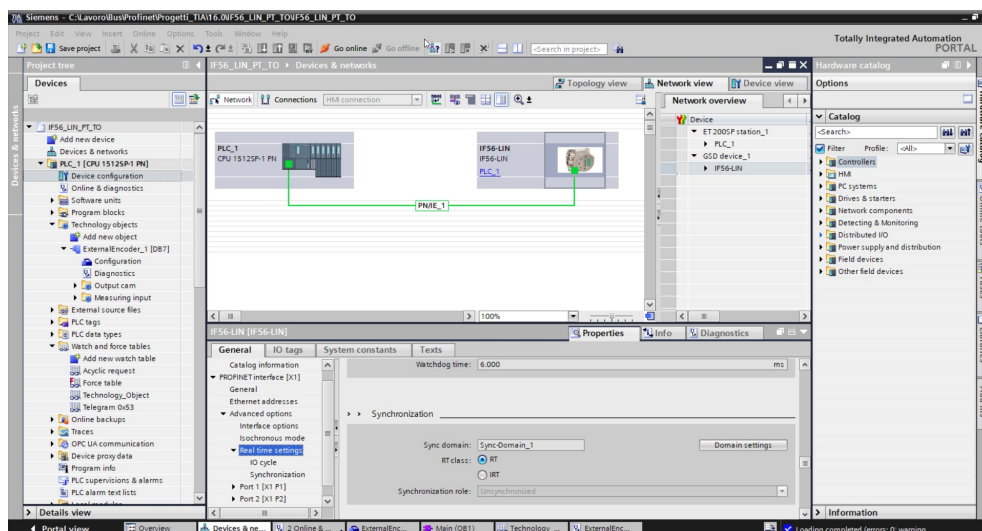 Siemens - C:\Lavoro\Bus\Profinet\Progetti_TIA\16.0\IF56_LIN_PT_TO\IF56_LIN_PT_TO
Project Edit View Insert Online Options Tools Window Help
Save project Go online Go offline <Search in project>
Totally Integrated Automation
PORTAL
Project tree
IF56_LIN_PT_TO Devices & networks
Hardware catalog
Devices
Topology view Network view Device view
Options
Network Connections HMI connection
Network overview
Devices & networks
IF56_LIN_PT_TO
Add new device
Devices & networks
PLC_1 [CPU 1512SP-1 PN]
Device configuration
Online & diagnostics
Software units
Program blocks
Technology objects
Add new object
ExternalEncoder_1 [DB7]
Configuration
Diagnostics
Output cam
Measuring input
External source files
PLC tags
PLC data types
Watch and force tables
Add new watch table
Acyclic request
Force table
Technology_Object
Telegram 0x53
Online backups
Traces
OPC UA communication
Device proxy data
Program info
PLC supervisions & alarms
PLC alarm text lists
Details view
PLC_1
CPU 1512SP-1 PN
IF56-LIN
IF56-LIN
PLC_1
PN/IE_1
Device
ET 200SP station_1
PLC_1
GSD device_1
IF56-LIN
100%
IF56-LIN [IF56-LIN]
Properties Info Diagnostics
General IO tags System constants Texts
Catalog information
PROFINET interface [X1]
General
Ethernet addresses
Advanced options
Interface options
Isochronous mode
Real time settings
IO cycle
Synchronization
Port 1 [X1 P1]
Port 2 [X1 P2]
Watchdog time: 6.000 ms
Synchronization
Sync domain: Sync-Domain_1 Domain settings
RT class: RT
IRT
Synchronization role: Unsynchronized
Catalog
<Search>
Filter Profile: <All>
Controllers
HMI
PC systems
Drives & starters
Network components
Detecting & Monitoring
Distributed I/O
Power supply and distribution
Field devices
Other field devices
Information
Portal view Overview Devices & ne... Online & ... ExternalEnc... Main (OB1) Technology_... ExternalEnc...
Loading completed (errors: 0; warning